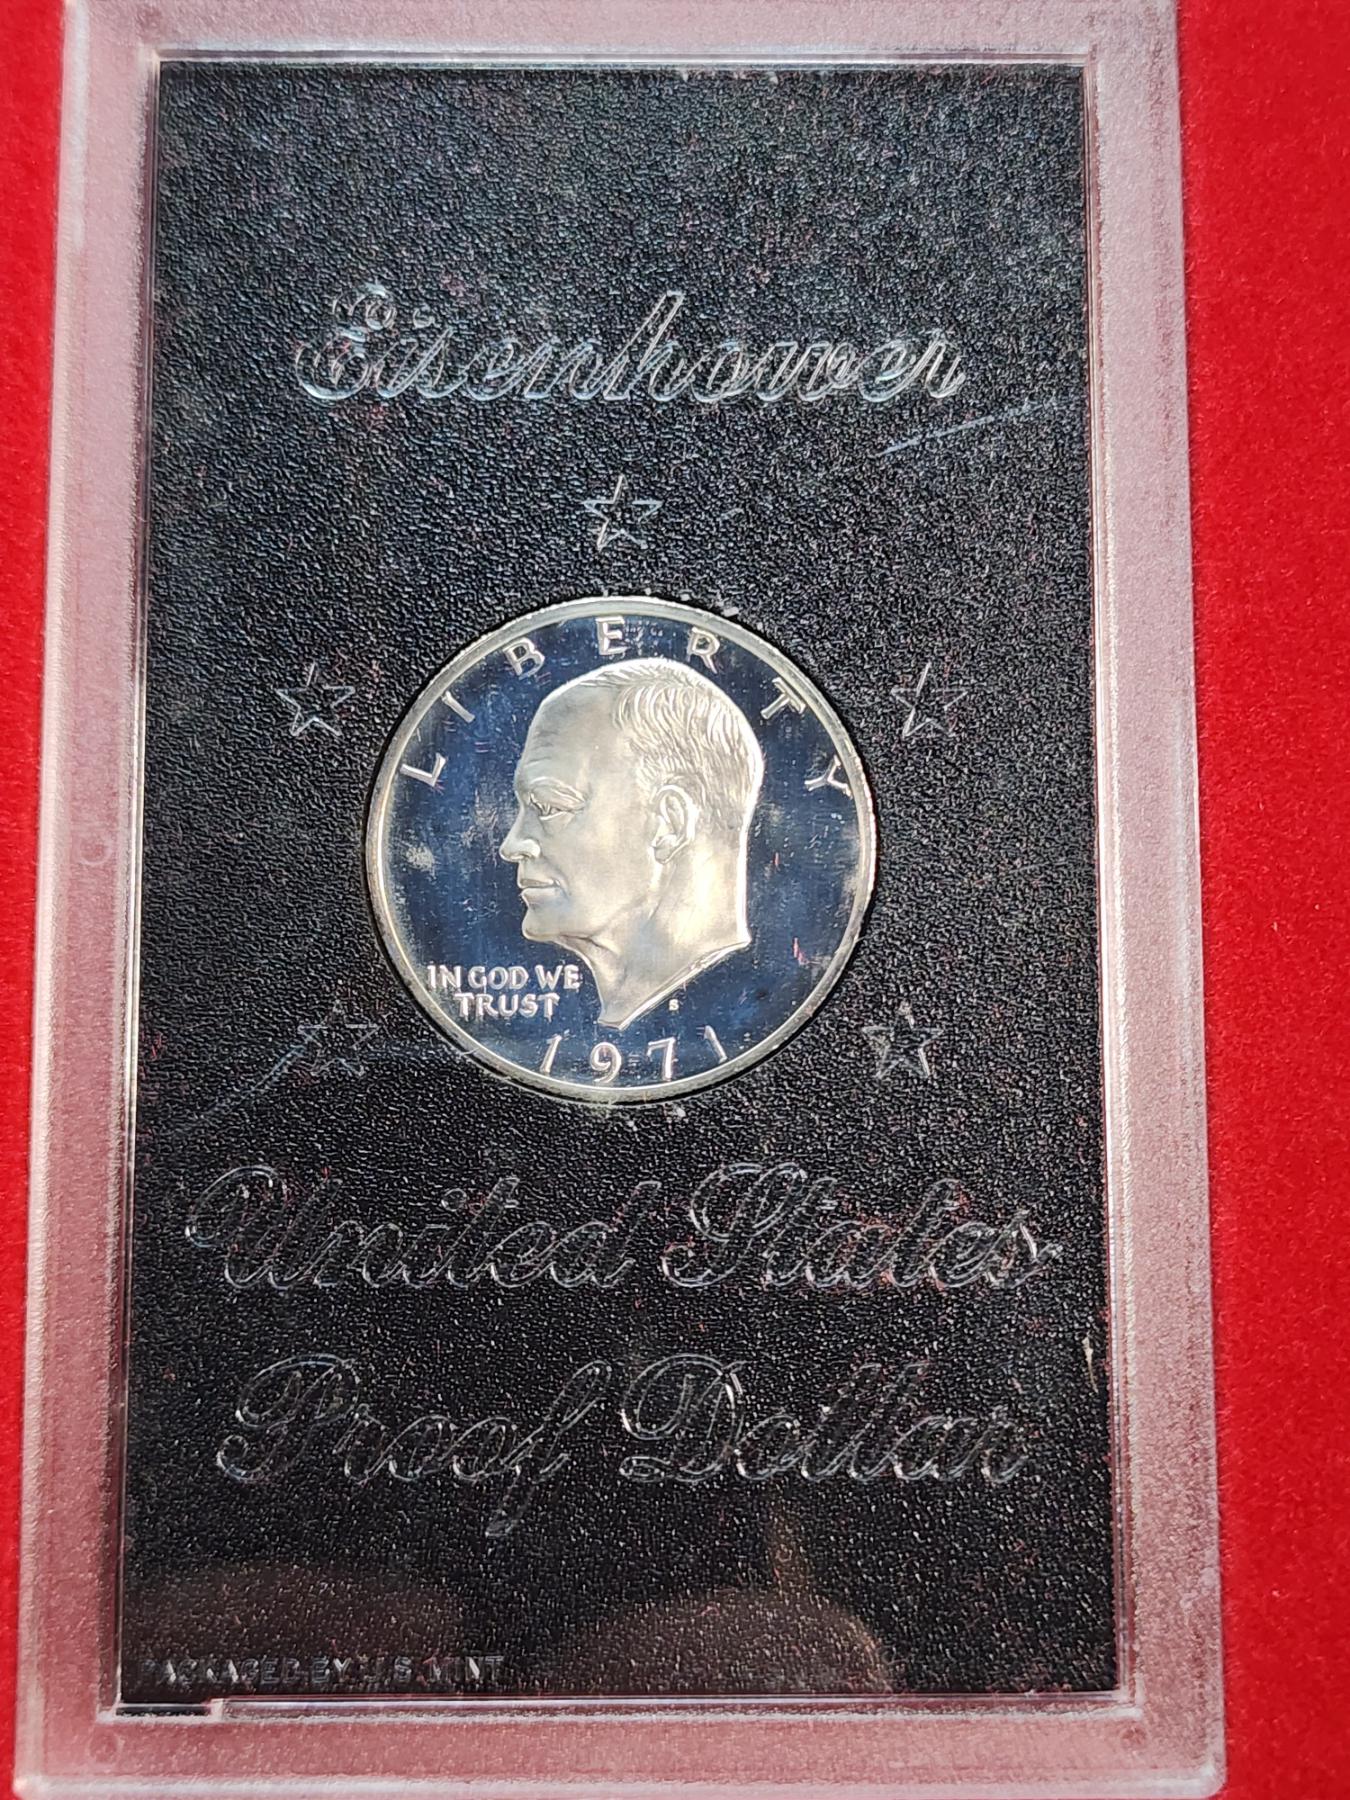 Eisenhower
LIBERTY
IN GOD WE
TRUST
S
1971
United States
Proof Dollar
PACKAGED BY U.S. MINT